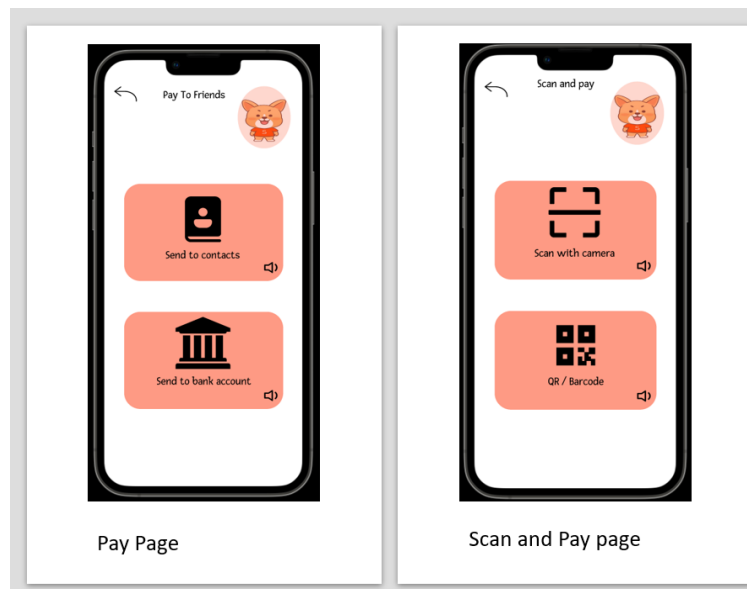 Pay To Friends
Send to contacts
Send to bank account
Pay Page
Scan and pay
Scan with camera
QR / Barcode
Scan and Pay page